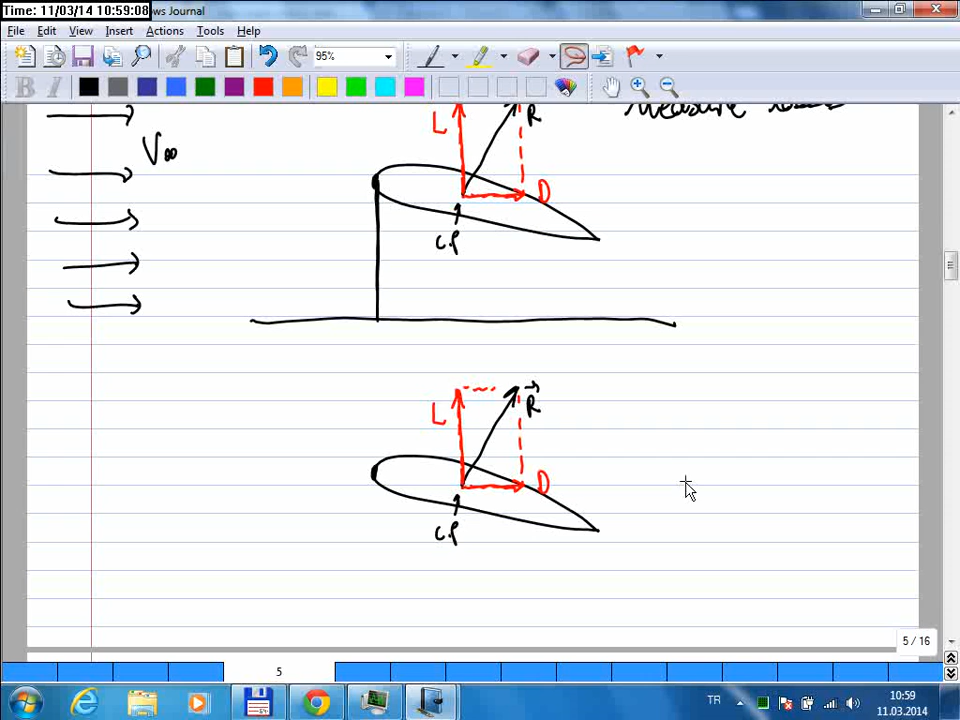 Time: 11/03/14 10:59:08
ws Journal
File Edit View Insert Actions Tools Help
95%
B I
Measure
L R
V∞
D
C.P
L R
D
C.P
5 / 16
5
TR
10:59
11.03.2014